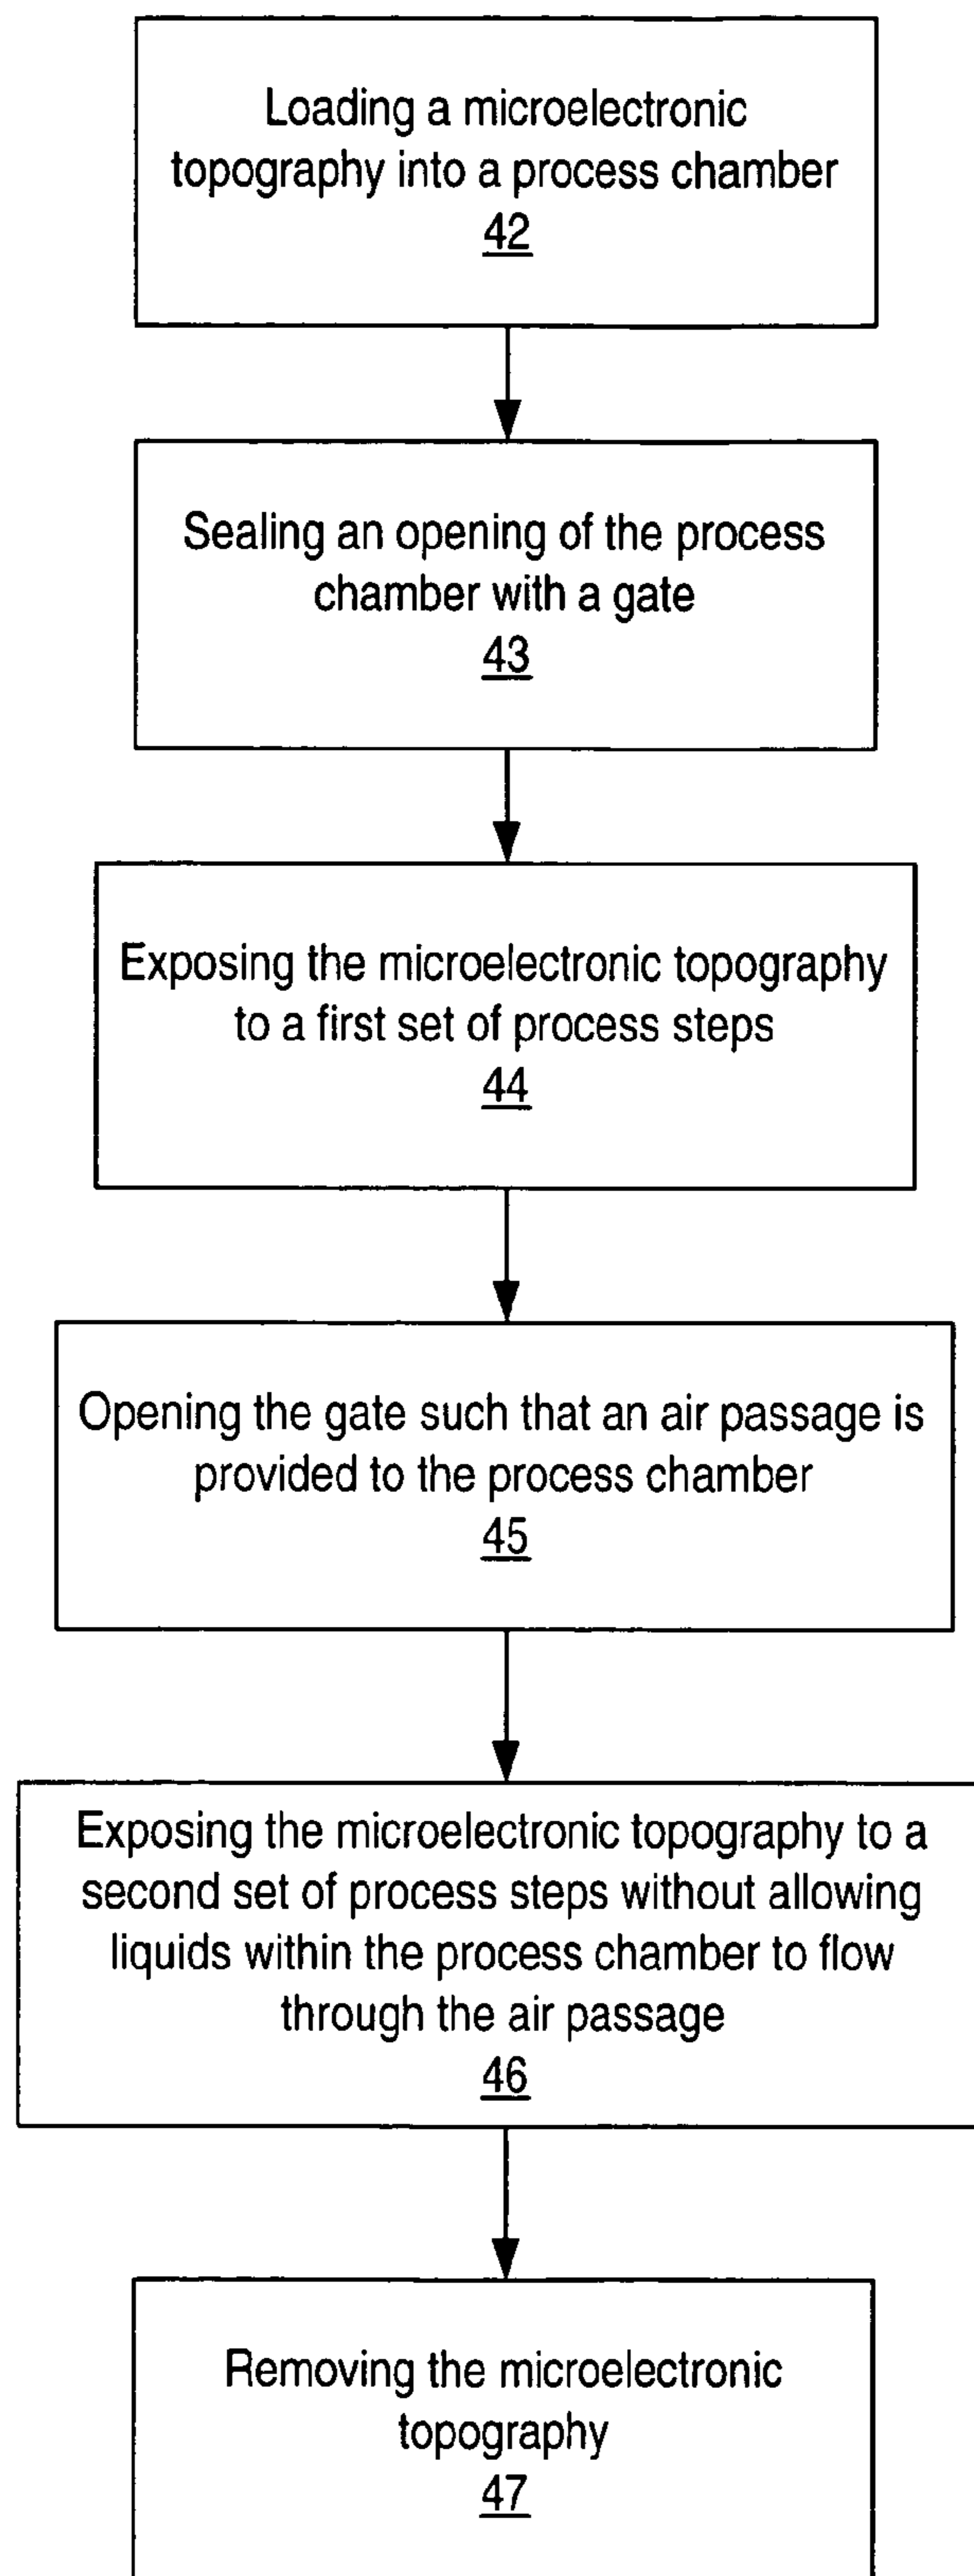 Loading a microelectronic
topography into a process chamber
42
Sealing an opening of the process
chamber with a gate
43
Exposing the microelectronic topography
to a first set of process steps
44
Opening the gate such that an air passage is
provided to the process chamber
45
Exposing the microelectronic topography to a
second set of process steps without allowing
liquids within the process chamber to flow
through the air passage
46
Removing the microelectronic
topography
47